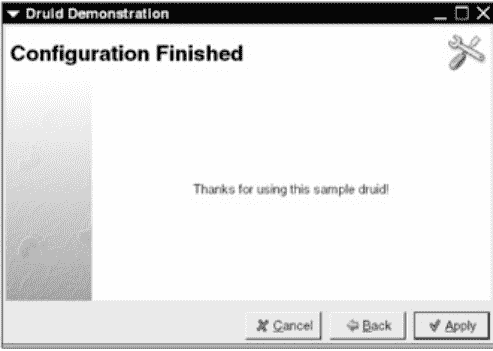 Druid Demonstration
Configuration Finished
Thanks for using this sample druid!
Cancel
Back
Apply